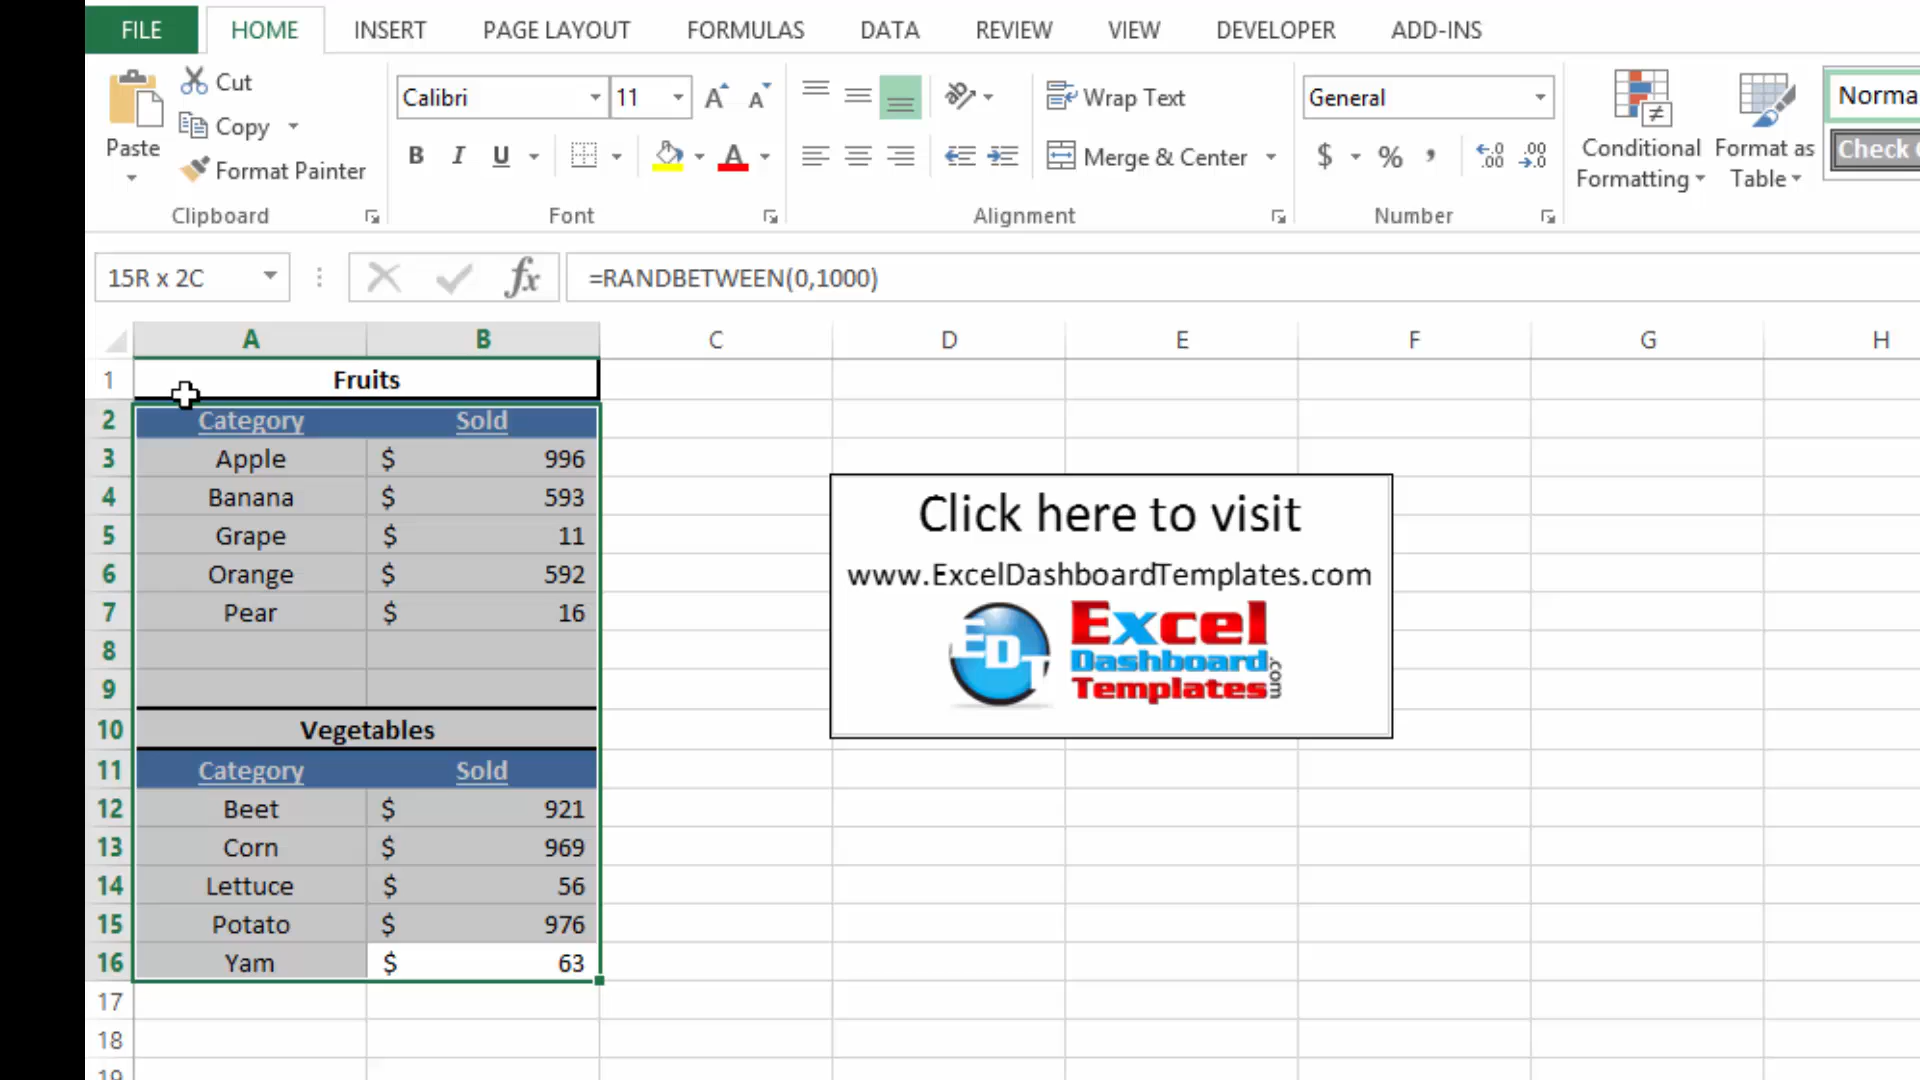 FILE HOME INSERT PAGE LAYOUT FORMULAS DATA REVIEW VIEW DEVELOPER ADD-INS
Paste
Cut
Copy
Format Painter
Clipboard
Calibri 11 A A
B I U A
Font
Wrap Text
Merge & Center
Alignment
General
$ % , .00 .00
Number
Conditional
Formatting
Format as
Table
Norma
Check
15R x 2C fx =RANDBETWEEN(0,1000)
A B C D E F G H
1 Fruits
2 Category Sold
3 Apple $ 996
4 Banana $ 593
5 Grape $ 11
6 Orange $ 592
7 Pear $ 16
8
9
10 Vegetables
11 Category Sold
12 Beet $ 921
13 Corn $ 969
14 Lettuce $ 56
15 Potato $ 976
16 Yam $ 63
17
18
19
Click here to visit
www.ExcelDashboardTemplates.com
EDT
Excel
Dashboard
Templates.com